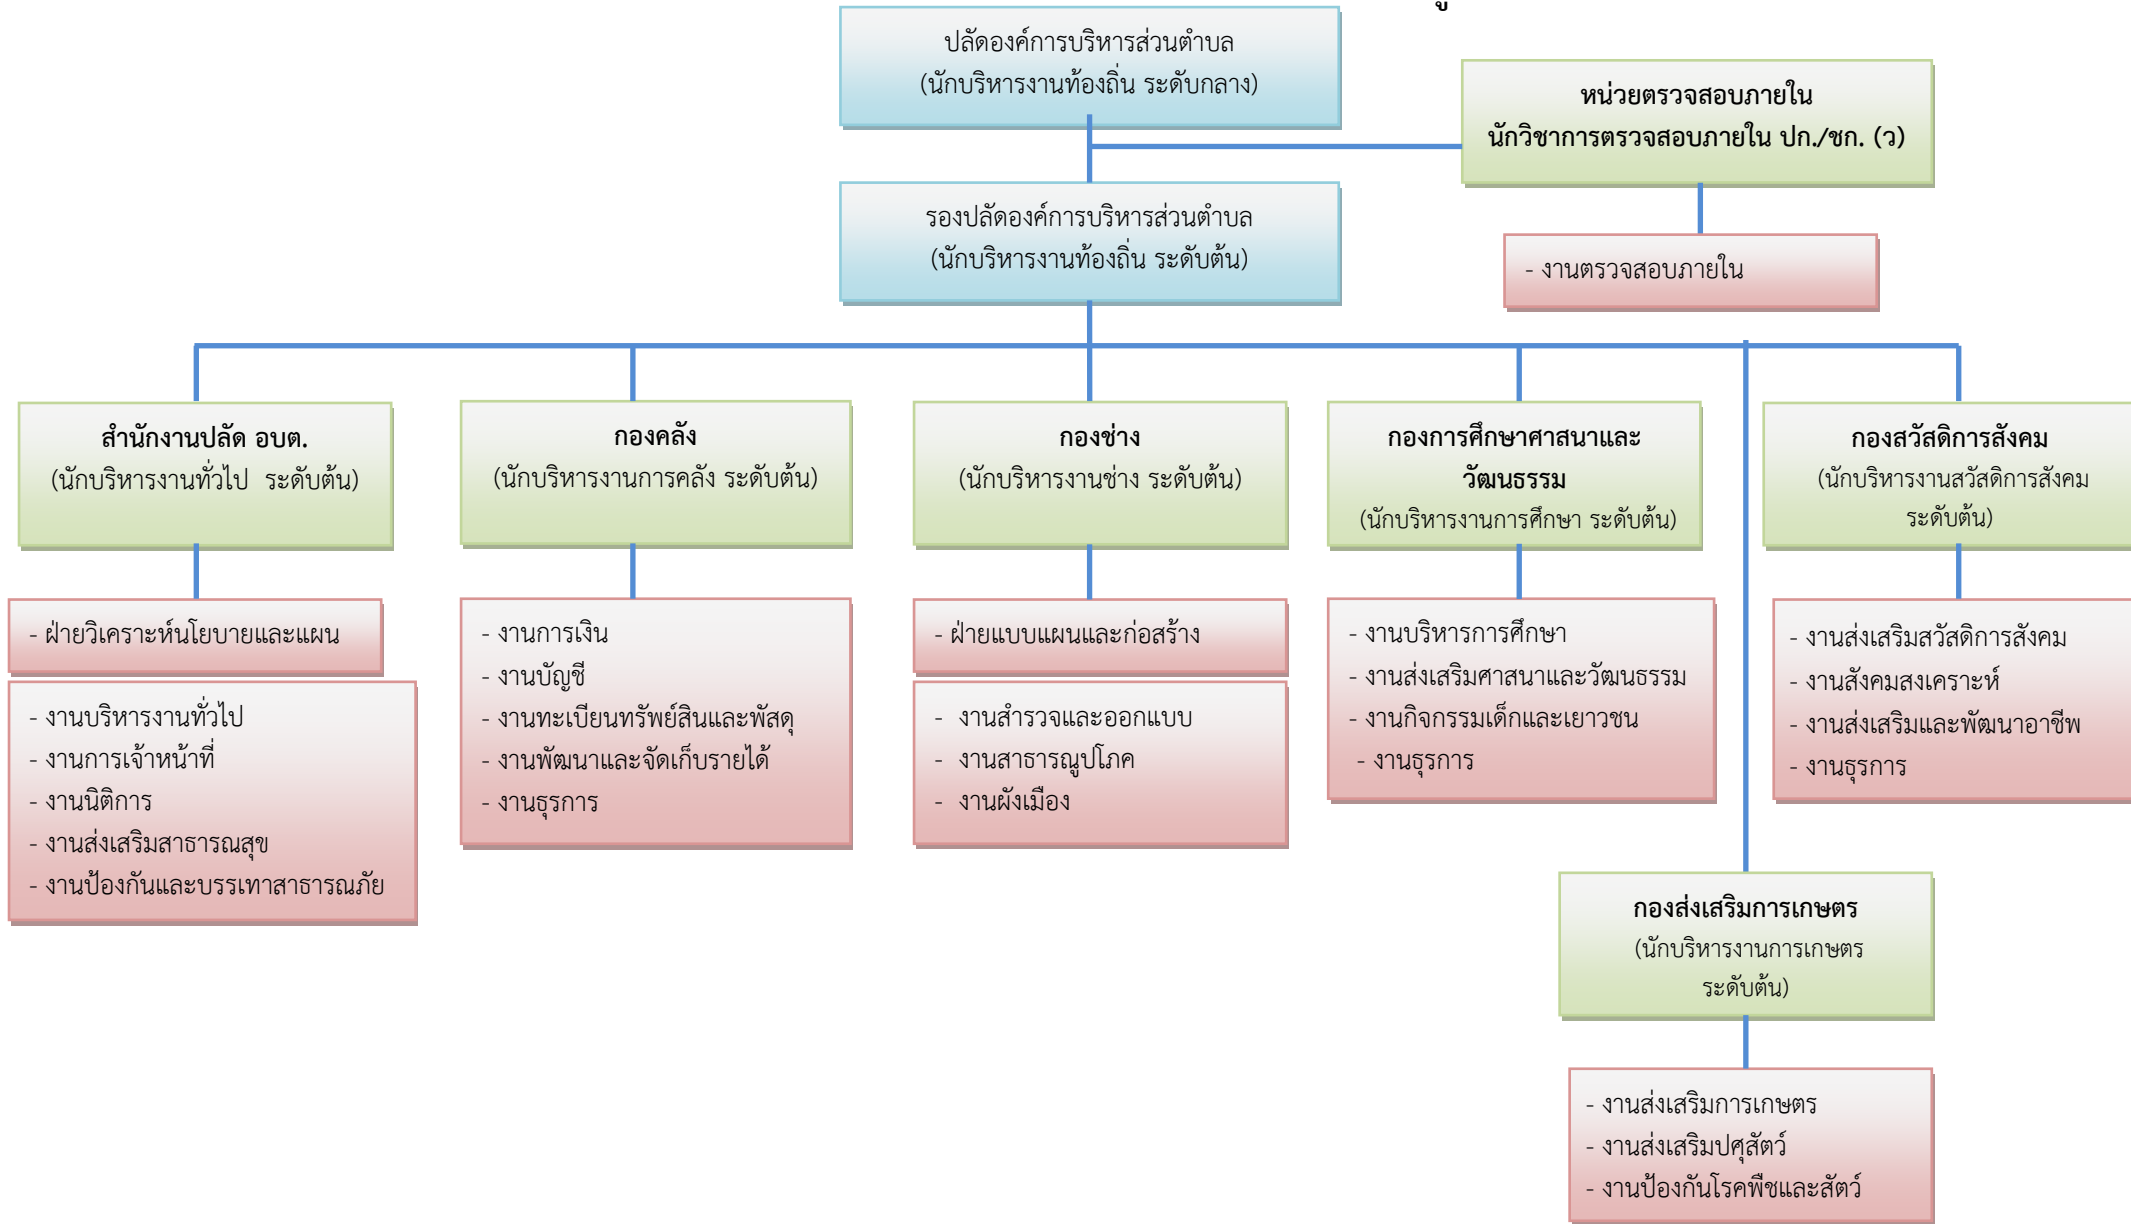 ปลัดองค์การบริหารส่วนตำบล
(นักบริหารงานท้องถิ่น ระดับกลาง)
หน่วยตรวจสอบภายใน
นักวิชาการตรวจสอบภายใน ปก./ชก. (ว)
รองปลัดองค์การบริหารส่วนตำบล
(นักบริหารงานท้องถิ่น ระดับต้น)
- งานตรวจสอบภายใน
สำนักงานปลัด อบต.
(นักบริหารงานทั่วไป ระดับต้น)
กองคลัง
(นักบริหารงานการคลัง ระดับต้น)
กองช่าง
(นักบริหารงานช่าง ระดับต้น)
กองการศึกษาศาสนาและ
วัฒนธรรม
(นักบริหารงานการศึกษา ระดับต้น)
กองสวัสดิการสังคม
(นักบริหารงานสวัสดิการสังคม
ระดับต้น)
- ฝ่ายวิเคราะห์นโยบายและแผน
- งานบริหารงานทั่วไป
- งานการเจ้าหน้าที่
- งานนิติการ
- งานส่งเสริมสาธารณสุข
- งานป้องกันและบรรเทาสาธารณภัย
- งานการเงิน
- งานบัญชี
- งานทะเบียนทรัพย์สินและพัสดุ
- งานพัฒนาและจัดเก็บรายได้
- งานธุรการ
- ฝ่ายแบบแผนและก่อสร้าง
- งานสำรวจและออกแบบ
- งานสาธารณูปโภค
- งานผังเมือง
- งานบริหารการศึกษา
- งานส่งเสริมศาสนาและวัฒนธรรม
- งานกิจกรรมเด็กและเยาวชน
- งานธุรการ
- งานส่งเสริมสวัสดิการสังคม
- งานสังคมสงเคราะห์
- งานส่งเสริมและพัฒนาอาชีพ
- งานธุรการ
กองส่งเสริมการเกษตร
(นักบริหารงานการเกษตร
ระดับต้น)
- งานส่งเสริมการเกษตร
- งานส่งเสริมปศุสัตว์
- งานป้องกันโรคพืชและสัตว์